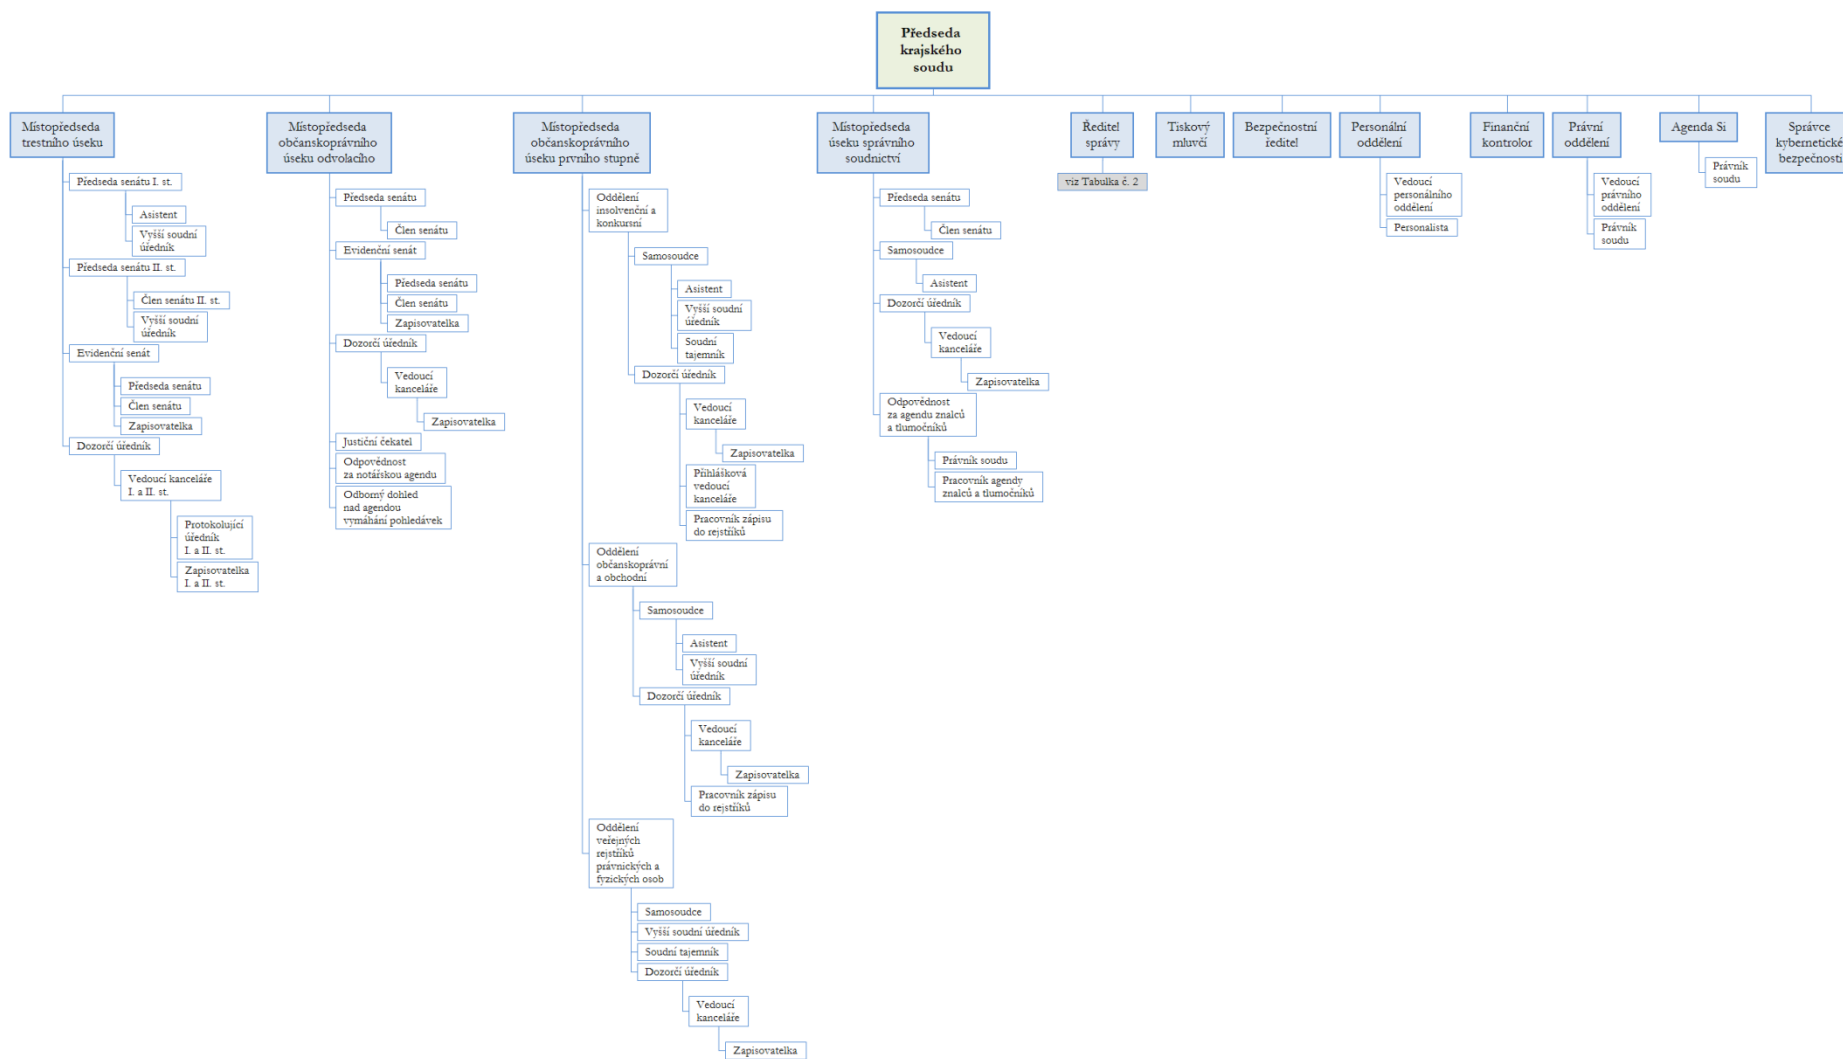 Předseda
krajského
soudu
Místopředseda
trestního úseku
Předseda senátu I. st.
Asistent
Vyšší soudní
úředník
Předseda senátu II. st.
Člen senátu II. st.
Vyšší soudní
úředník
Evidenční senát
Předseda senátu
Člen senátu
Zapisovatelka
Dozorčí úředník
Vedoucí kanceláře
I. a II. st.
Protokolující
úředník
I. a II. st.
Zapisovatelka
I. a II. st.
Místopředseda
občanskoprávního
úseku odvolacího
Předseda senátu
Člen senátu
Evidenční senát
Předseda senátu
Člen senátu
Zapisovatelka
Dozorčí úředník
Vedoucí
kanceláře
Zapisovatelka
Justiční čekatel
Odpovědnost
za notářskou agendu
Odborný dohled
nad agendou
vymáhání pohledávek
Místopředseda
občanskoprávního
úseku prvního stupně
Oddělení
insolvenční a
konkursní
Samosoudce
Asistent
Vyšší soudní
úředník
Soudní
tajemník
Dozorčí úředník
Vedoucí
kanceláře
Zapisovatelka
Přihlášková
vedoucí
kanceláře
Pracovník zápisu
do rejstříků
Oddělení
občanskoprávní
a obchodní
Samosoudce
Asistent
Vyšší soudní
úředník
Dozorčí úředník
Vedoucí
kanceláře
Zapisovatelka
Pracovník zápisu
do rejstříků
Oddělení
veřejných
rejstříků
právnických a
fyzických osob
Samosoudce
Vyšší soudní úředník
Soudní tajemník
Dozorčí úředník
Vedoucí
kanceláře
Zapisovatelka
Místopředseda
úseku správního
soudnictví
Předseda senátu
Člen senátu
Samosoudce
Asistent
Dozorčí úředník
Vedoucí
kanceláře
Zapisovatelka
Odpovědnost
za agendu znalců
a tlumočníků
Právník soudu
Pracovník agendy
znalců a tlumočníků
Ředitel
správy
viz Tabulka č. 2
Tiskový
mluvčí
Bezpečnostní
ředitel
Personální
oddělení
Vedoucí
personálního
oddělení
Personalista
Finanční
kontrolor
Právní
oddělení
Vedoucí
právního
oddělení
Právník
soudu
Agenda Si
Právník
soudu
Správce
kybernetické
bezpečnosti